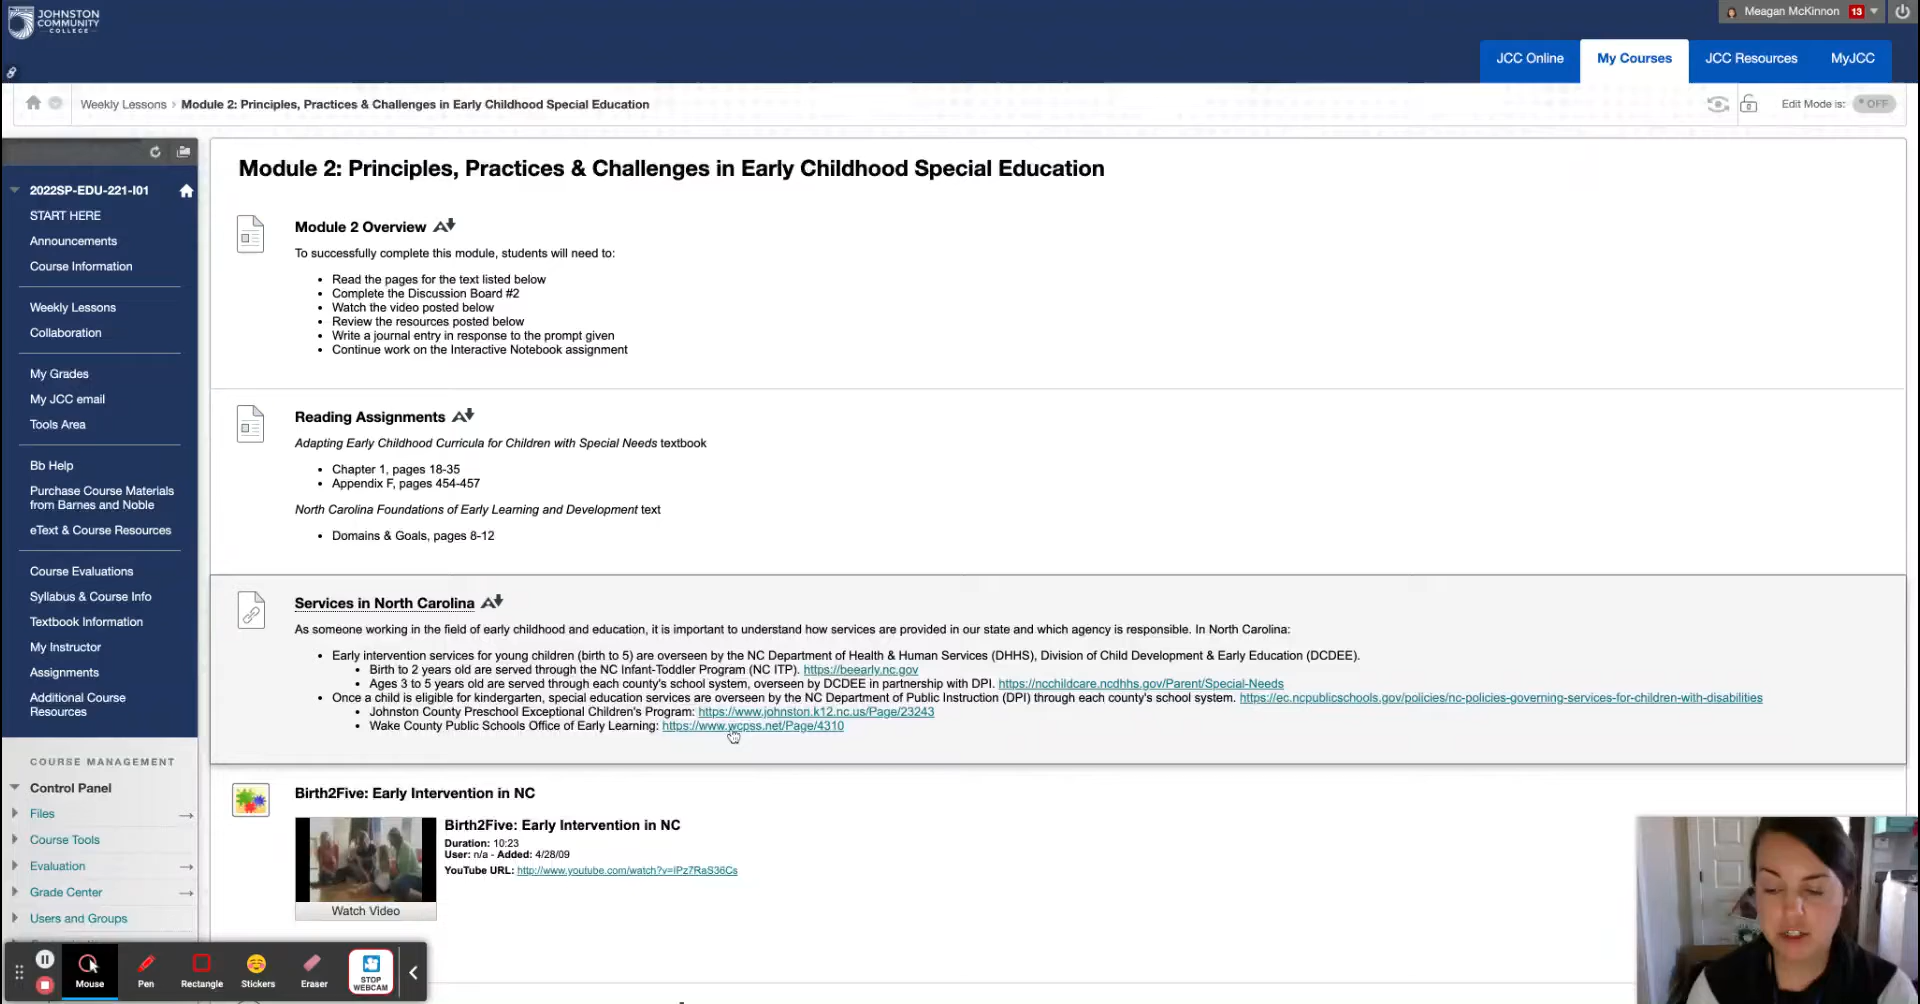 JOHNSTON
COMMUNITY
COLLEGE
Meagan McKinnon 13
JCC Online My Courses JCC Resources MyJCC
Weekly Lessons > Module 2: Principles, Practices & Challenges in Early Childhood Special Education Edit Mode is: OFF
2022SP-EDU-221-I01
START HERE
Announcements
Course Information
Weekly Lessons
Collaboration
My Grades
My JCC email
Tools Area
Bb Help
Purchase Course Materials
from Barnes and Noble
eText & Course Resources
Course Evaluations
Syllabus & Course Info
Textbook Information
My Instructor
Assignments
Additional Course
Resources
COURSE MANAGEMENT
Control Panel
Files
Course Tools
Evaluation
Grade Center
Users and Groups
Module 2: Principles, Practices & Challenges in Early Childhood Special Education
Module 2 Overview
To successfully complete this module, students will need to:
• Read the pages for the text listed below
• Complete the Discussion Board #2
• Watch the video posted below
• Review the resources posted below
• Write a journal entry in response to the prompt given
• Continue work on the Interactive Notebook assignment
Reading Assignments
Adapting Early Childhood Curricula for Children with Special Needs textbook
• Chapter 1, pages 18-35
• Appendix F, pages 454-457
North Carolina Foundations of Early Learning and Development text
• Domains & Goals, pages 8-12
Services in North Carolina
As someone working in the field of early childhood and education, it is important to understand how services are provided in our state and which agency is responsible. In North Carolina:
• Early intervention services for young children (birth to 5) are overseen by the NC Department of Health & Human Services (DHHS), Division of Child Development & Early Education (DCDEE).
• Birth to 2 years old are served through the NC Infant-Toddler Program (NC ITP). https://beearly.nc.gov
• Ages 3 to 5 years old are served through each county's school system, overseen by DCDEE in partnership with DPI. https://ncchildcare.ncdhhs.gov/Parent/Special-Needs
• Once a child is eligible for kindergarten, special education services are overseen by the NC Department of Public Instruction (DPI) through each county's school system. https://ec.ncpublicschools.gov/policies/nc-policies-governing-services-for-children-with-disabilities
• Johnston County Preschool Exceptional Children's Program: https://www.johnston.k12.nc.us/Page/23243
• Wake County Public Schools Office of Early Learning: https://www.wcpss.net/Page/4310
Birth2Five: Early Intervention in NC
Birth2Five: Early Intervention in NC
Duration: 10:23
User: n/a - Added: 4/28/09
YouTube URL: http://www.youtube.com/watch?v=IPz7RaS36Cs
Watch Video
Mouse Pen Rectangle Stickers Eraser STOP
WEBCAM